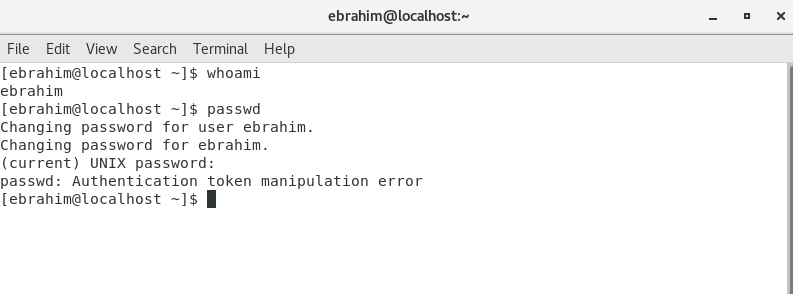 ebrahim@localhost:~
File Edit View Search Terminal Help
[ebrahim@localhost ~]$ whoami
ebrahim
[ebrahim@localhost ~]$ passwd
Changing password for user ebrahim.
Changing password for ebrahim.
(current) UNIX password:
passwd: Authentication token manipulation error
[ebrahim@localhost ~]$